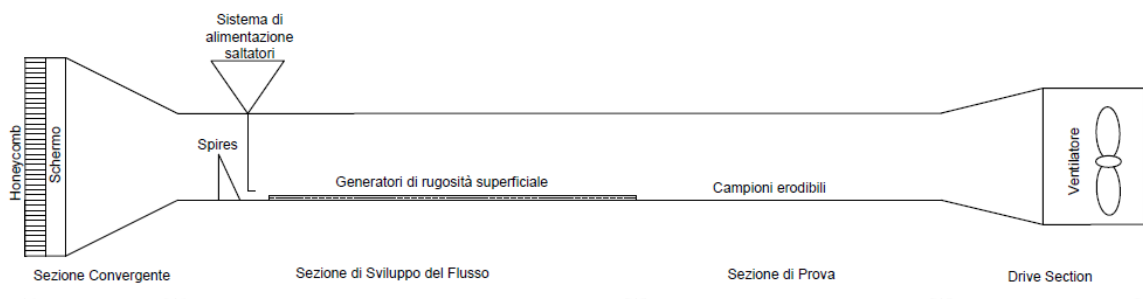 Sistema di
alimentazione
saltatori
Honeycomb
Schermo
Spires
Generatori di rugosità superficiale
Campioni erodibili
Ventilatore
Sezione Convergente
Sezione di Sviluppo del Flusso
Sezione di Prova
Drive Section